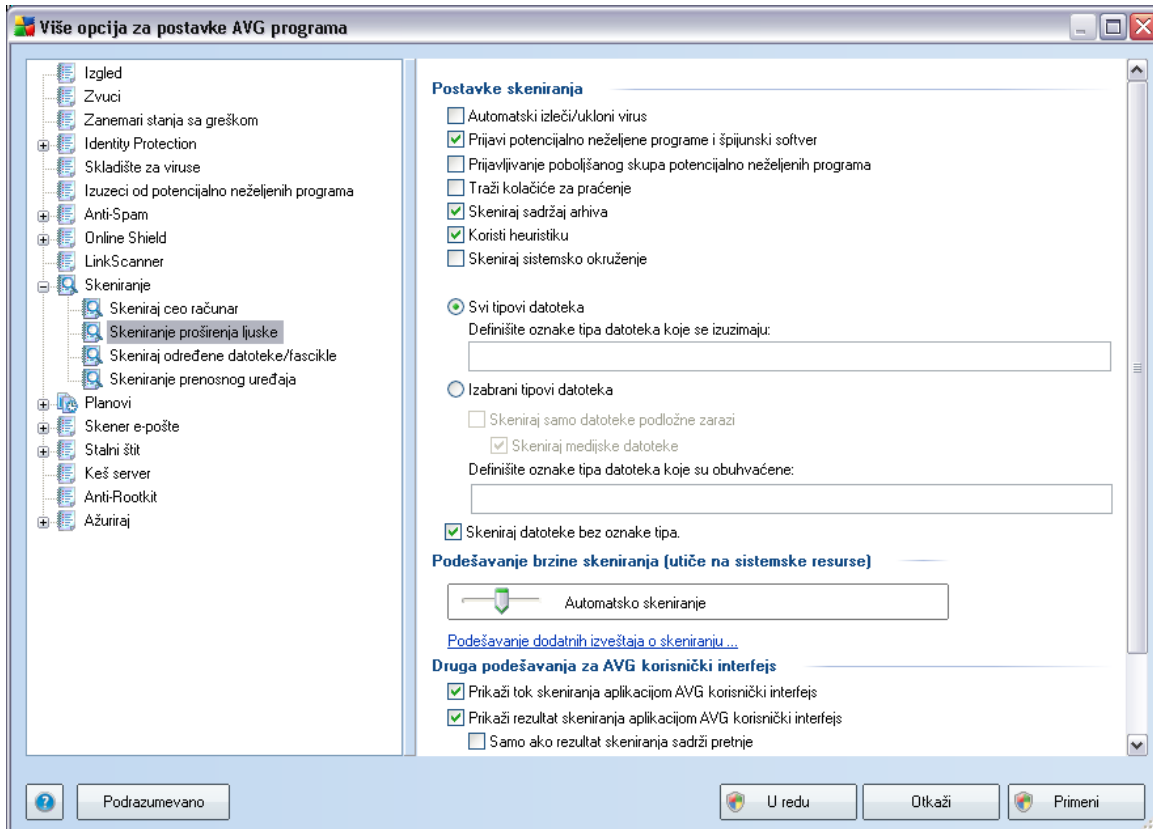 Više opcija za postavke AVG programa
Izgled
Zvuci
Zanemari stanja sa greškom
Identity Protection
Skladište za viruse
Izuzeci od potencijalno neželjenih programa
Anti-Spam
Online Shield
LinkScanner
Skeniranje
Skeniraj ceo računar
Skeniranje proširenja ljuske
Skeniraj određene datoteke/fascikle
Skeniranje prenosnog uređaja
Planovi
Skener e-pošte
Stalni štit
Keš server
Anti-Rootkit
Ažuriraj
Postavke skeniranja
Automatski izleči/ukloni virus
Prijavi potencijalno neželjene programe i špijunski softver
Prijavljivanje poboljšanog skupa potencijalno neželjenih programa
Traži kolačiće za praćenje
Skeniraj sadržaj arhiva
Koristi heuristiku
Skeniraj sistemsko okruženje
Svi tipovi datoteka
Definišite oznake tipa datoteka koje se izuzimaju:
Izabrani tipovi datoteka
Skeniraj samo datoteke podložne zarazi
Skeniraj medijske datoteke
Definišite oznake tipa datoteka koje su obuhvaćene:
Skeniraj datoteke bez oznake tipa.
Podešavanje brzine skeniranja (utiče na sistemske resurse)
Automatsko skeniranje
Podešavanje dodatnih izveštaja o skeniranju ...
Druga podešavanja za AVG korisnički interfejs
Prikaži tok skeniranja aplikacijom AVG korisnički interfejs
Prikaži rezultat skeniranja aplikacijom AVG korisnički interfejs
Samo ako rezultat skeniranja sadrži pretnje
Podrazumevano
U redu
Otkaži
Primeni